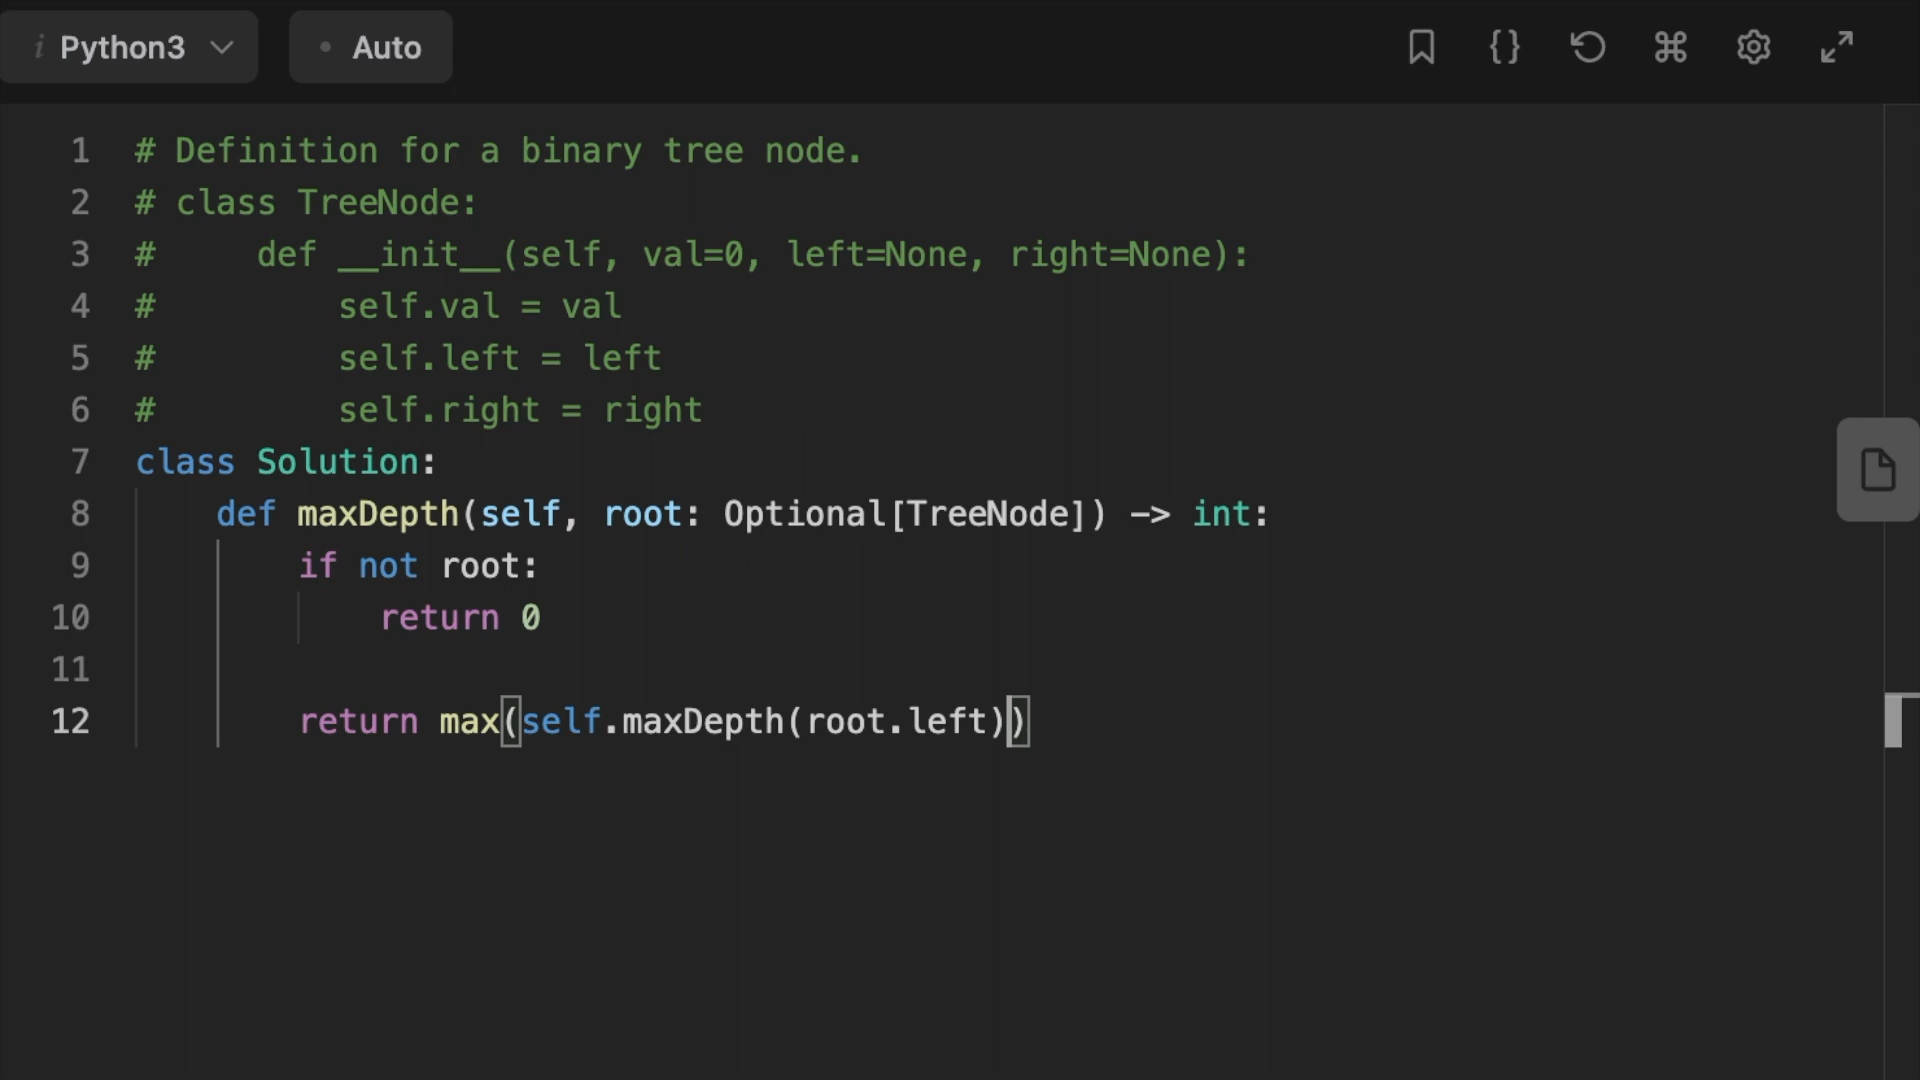 i Python3 • Auto
1 # Definition for a binary tree node.
2 # class TreeNode:
3 #     def __init__(self, val=0, left=None, right=None):
4 #         self.val = val
5 #         self.left = left
6 #         self.right = right
7 class Solution:
8     def maxDepth(self, root: Optional[TreeNode]) -> int:
9         if not root:
10             return 0
11
12         return max(self.maxDepth(root.left))